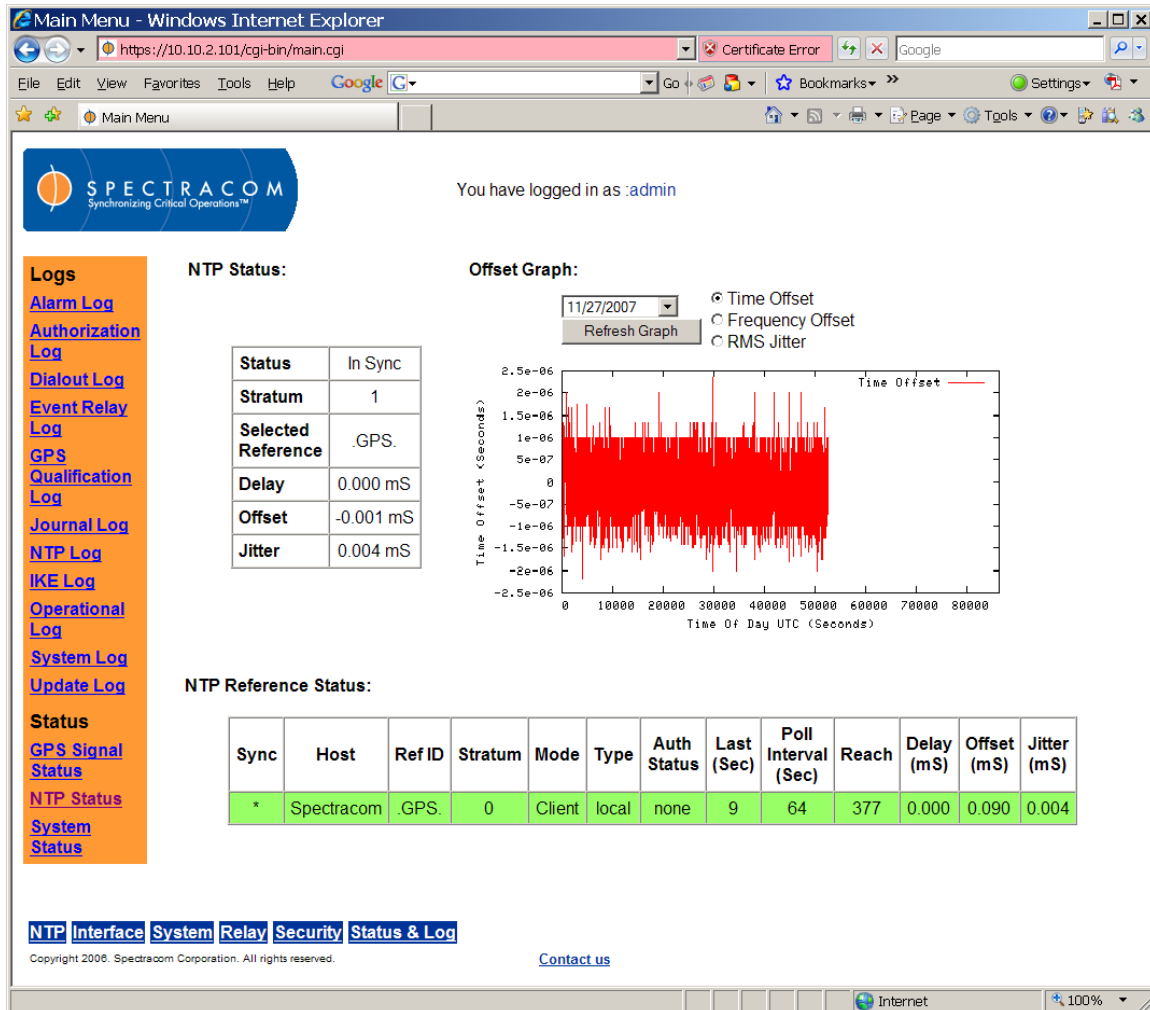 Main Menu - Windows Internet Explorer
https://10.10.2.101/cgi-bin/main.cgi
Certificate Error
Google
File Edit View Favorites Tools Help
Google G
Go
Bookmarks
»
Settings
Main Menu
Page
Tools
SPECTRACOM
Synchronizing Critical Operations™
You have logged in as :admin
Logs
Alarm Log
Authorization
Log
Dialout Log
Event Relay
Log
GPS
Qualification
Log
Journal Log
NTP Log
IKE Log
Operational
Log
System Log
Update Log
Status
GPS Signal
Status
NTP Status
System
Status
NTP Status:
Status In Sync
Stratum 1
Selected
Reference .GPS.
Delay 0.000 mS
Offset -0.001 mS
Jitter 0.004 mS
Offset Graph:
11/27/2007
Refresh Graph
Time Offset
Frequency Offset
RMS Jitter
Time Offset
Time Offset (Seconds)
2.5e-06
2e-06
1.5e-06
1e-06
5e-07
0
-5e-07
-1e-06
-1.5e-06
-2e-06
-2.5e-06
0 10000 20000 30000 40000 50000 60000 70000 80000
Time Of Day UTC (Seconds)
NTP Reference Status:
Sync Host Ref ID Stratum Mode Type Auth Status Last (Sec) Poll Interval (Sec) Reach Delay (mS) Offset (mS) Jitter (mS)
* Spectracom .GPS. 0 Client local none 9 64 377 0.000 0.090 0.004
NTP Interface System Relay Security Status & Log
Copyright 2006. Spectracom Corporation. All rights reserved.
Contact us
Internet
100%